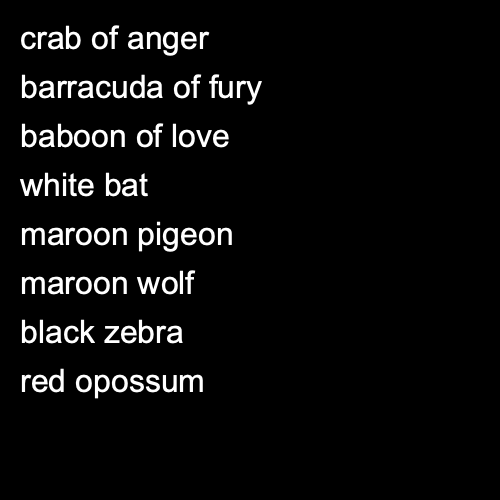 crab of anger
barracuda of fury
baboon of love
white bat
maroon pigeon
maroon wolf
black zebra
red opossum